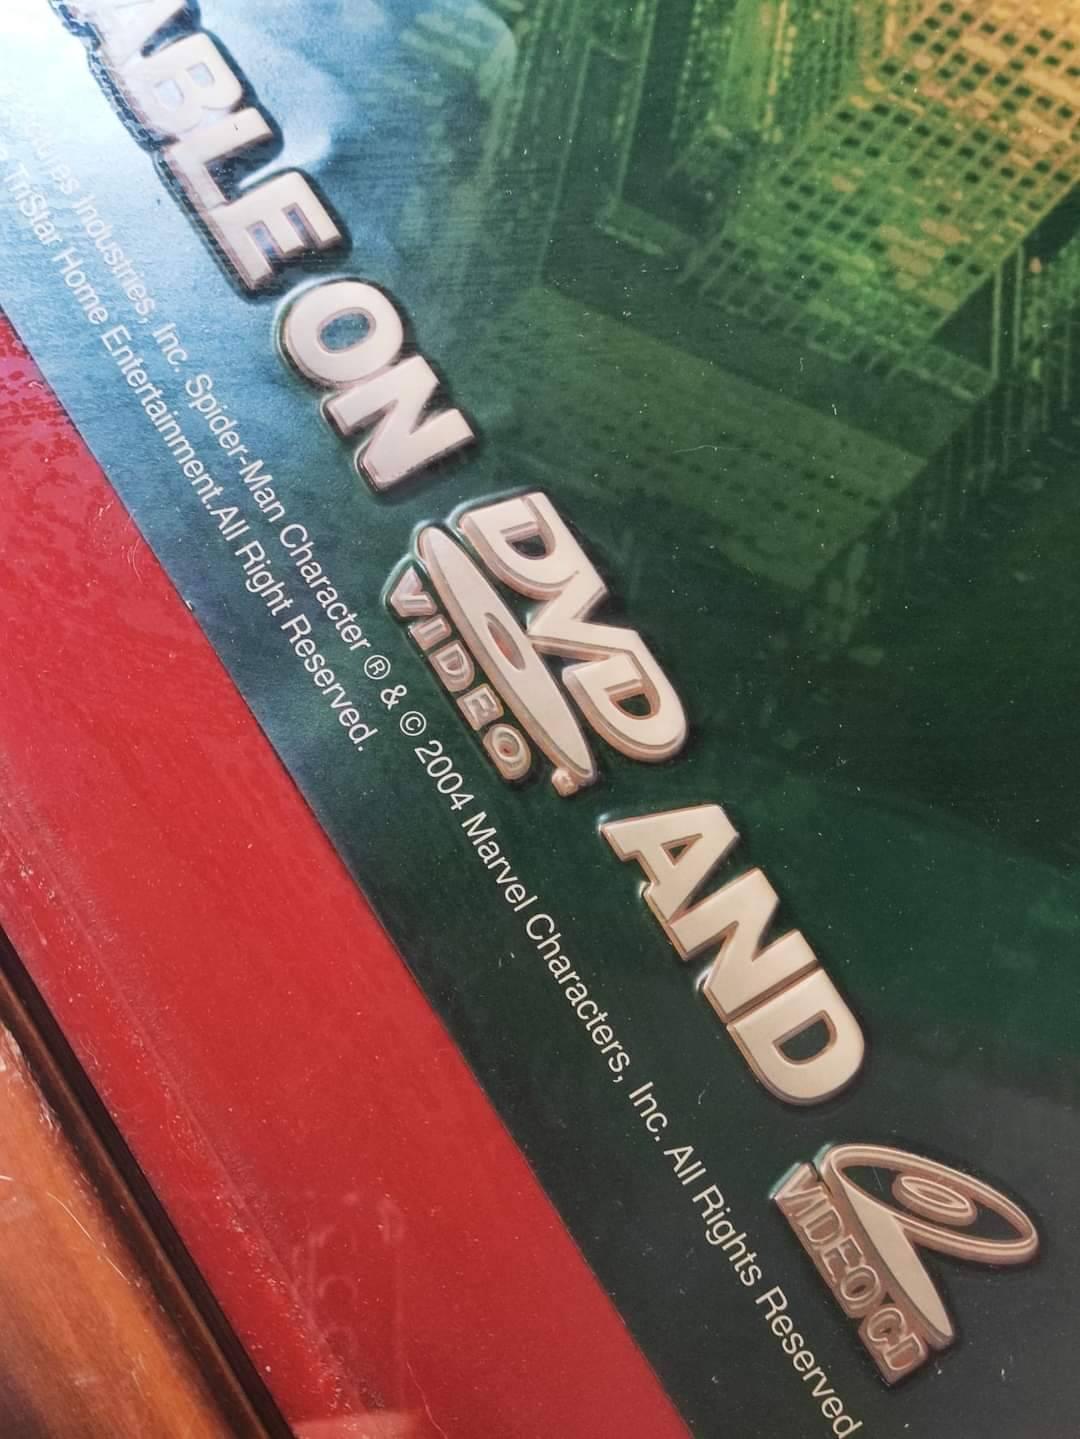 ABLE ON DVD VIDEO AND VIDEO CD
Industries, Inc. Spider-Man Character ® & © 2004 Marvel Characters, Inc. All Rights Reserved
TriStar Home Entertainment.All Right Reserved.